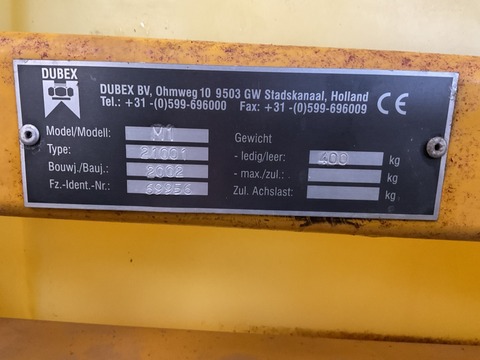 DUBEX
DUBEX BV, Ohmweg 10 9503 GW Stadskanaal, Holland
Tel.: +31 -(0)599-696000 Fax: +31 -(0)599-696009 CE
Model/Modell: M1
Type: 21001
Bouwj./Bauj.: 2002
Fz.-Ident.-Nr.: 69956
Gewicht
- ledig/leer: 400 kg
- max./zul.: kg
Zul. Achslast: kg